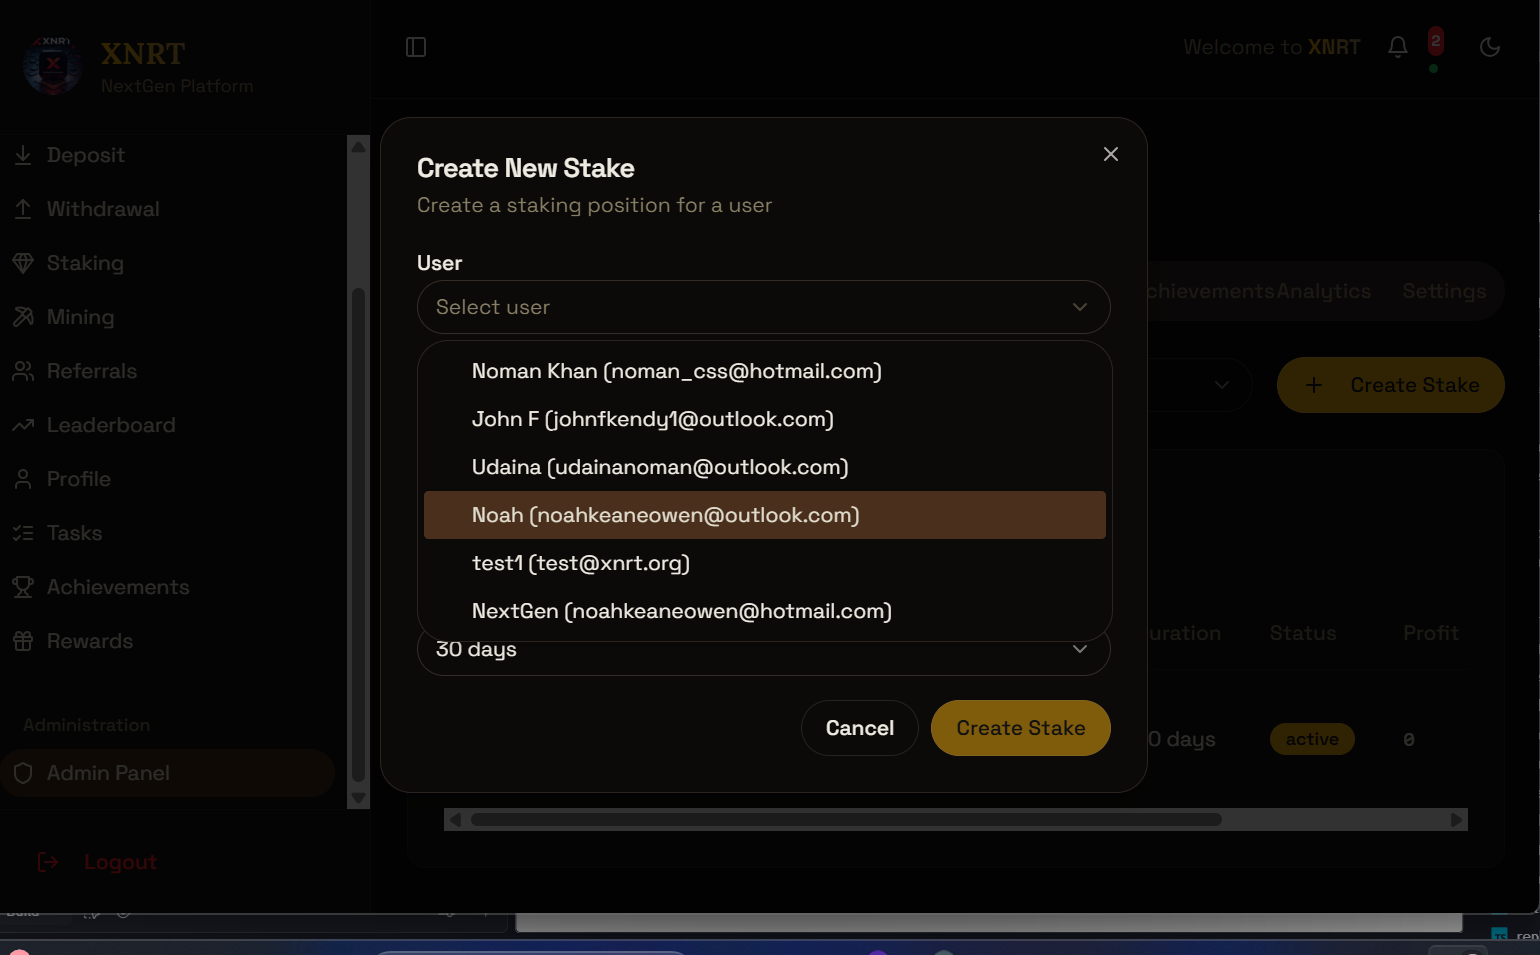 XNRT
XNRT
NextGen Platform
Deposit
Withdrawal
Staking
Mining
Referrals
Leaderboard
Profile
Tasks
Achievements
Rewards
Administration
Admin Panel
Logout
Welcome to XNRT
2
chievements Analytics Settings
Create Stake
uration Status Profit
0 days active 0
Create New Stake
Create a staking position for a user
User
Select user
Noman Khan (noman_css@hotmail.com)
John F (johnfkendy1@outlook.com)
Udaina (udainanoman@outlook.com)
Noah (noahkeaneowen@outlook.com)
test1 (test@xnrt.org)
NextGen (noahkeaneowen@hotmail.com)
30 days
Cancel Create Stake
TS rep